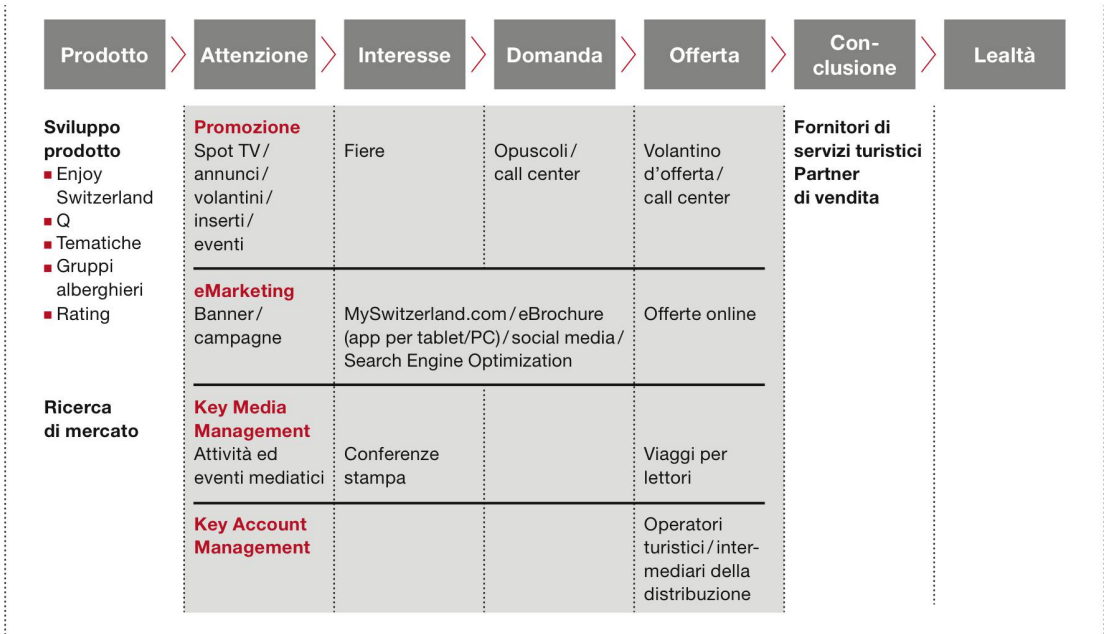 Prodotto
Attenzione
Interesse
Domanda
Offerta
Con-
clusione
Lealtà
Sviluppo
prodotto
Enjoy
Switzerland
Q
Tematiche
Gruppi
alberghieri
Rating
Ricerca
di mercato
Promozione
Spot TV/
annunci/
volantini/
inserti/
eventi
Fiere
Opuscoli/
call center
Volantino
d’offerta/
call center
eMarketing
Banner/
campagne
MySwitzerland.com/eBrochure
(app per tablet/PC)/social media/
Search Engine Optimization
Offerte online
Key Media
Management
Attività ed
eventi mediatici
Conferenze
stampa
Viaggi per
lettori
Key Account
Management
Operatori
turistici/inter-
mediari della
distribuzione
Fornitori di
servizi turistici
Partner
di vendita